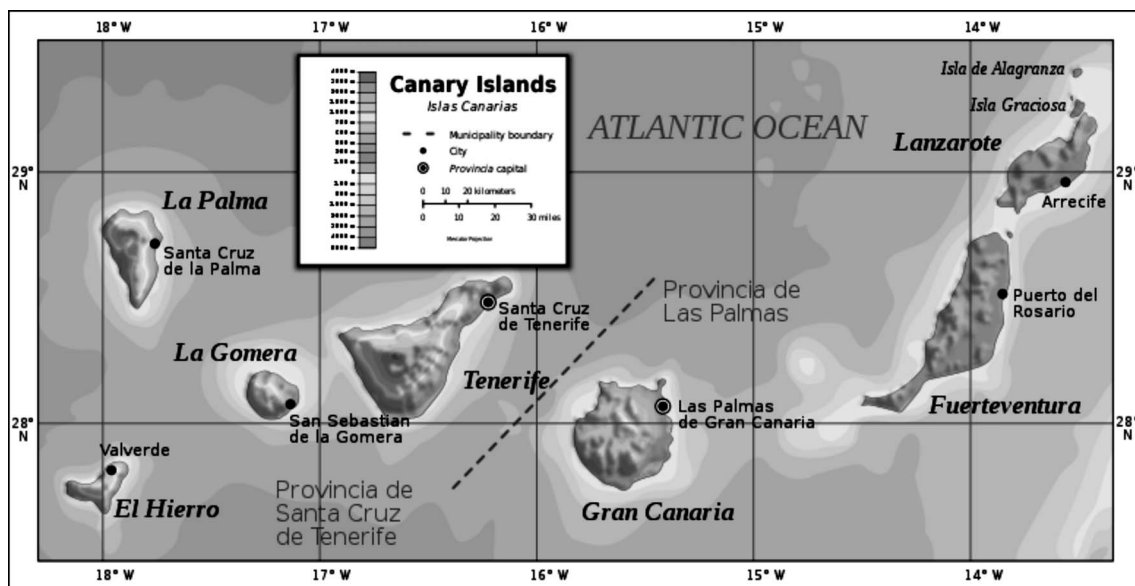 18° W 17° W 16° W 15° W 14° W
Canary Islands
Islas Canarias
Municipality boundary
City
Provincia capital
0 10 20 kilometers
0 10 20 30 miles
Mercator Projection
ATLANTIC OCEAN
Isla de Alagranza
Isla Graciosa
Lanzarote
29° N
29° N
Arrecife
La Palma
Santa Cruz
de la Palma
Provincia de
Las Palmas
Puerto del
Rosario
Santa Cruz
de Tenerife
La Gomera
Tenerife
Fuerteventura
San Sebastian
de la Gomera
Las Palmas
de Gran Canaria
28° N
28° N
Valverde
El Hierro
Provincia de
Santa Cruz
de Tenerife
Gran Canaria
18° W 17° W 16° W 15° W 14° W